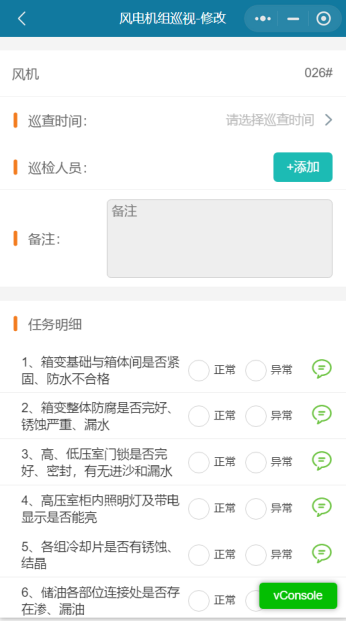 风电机组巡视-修改
风机 026#
巡查时间： 请选择巡查时间
巡检人员： +添加
备注： 备注
任务明细
1、箱变基础与箱体间是否紧
固、防水不合格 正常 异常
2、箱变整体防腐是否完好、
锈蚀严重、漏水 正常 异常
3、高、低压室门锁是否完
好、密封，有无进沙和漏水 正常 异常
4、高压室柜内照明灯及带电
显示是否能亮 正常 异常
5、各组冷却片是否有锈蚀、
结晶 正常 异常
6、储油各部位连接处是否存
在渗、漏油 正常 vConsole